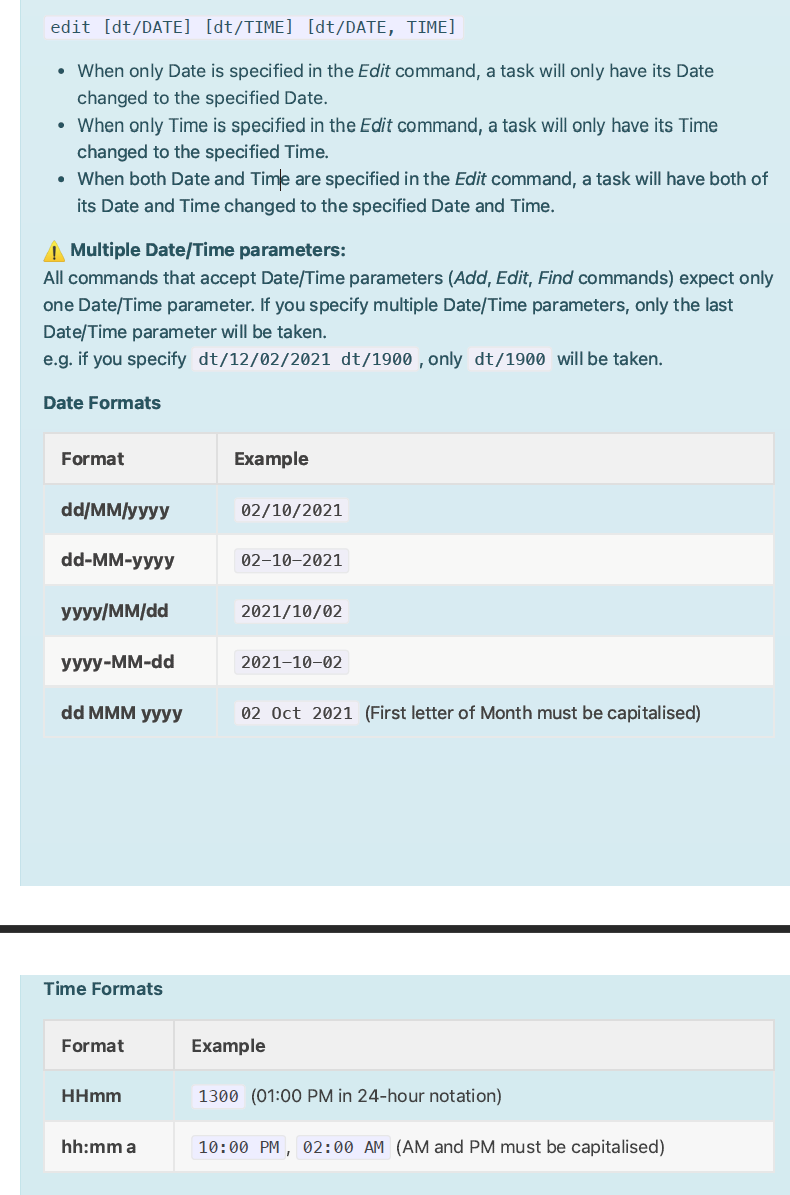 edit [dt/DATE] [dt/TIME] [dt/DATE, TIME]
• When only Date is specified in the Edit command, a task will only have its Date
changed to the specified Date.
• When only Time is specified in the Edit command, a task will only have its Time
changed to the specified Time.
• When both Date and Time are specified in the Edit command, a task will have both of
its Date and Time changed to the specified Date and Time.
⚠️ Multiple Date/Time parameters:
All commands that accept Date/Time parameters (Add, Edit, Find commands) expect only
one Date/Time parameter. If you specify multiple Date/Time parameters, only the last
Date/Time parameter will be taken.
e.g. if you specify dt/12/02/2021 dt/1900, only dt/1900 will be taken.
Date Formats
Format Example
dd/MM/yyyy 02/10/2021
dd-MM-yyyy 02-10-2021
yyyy/MM/dd 2021/10/02
yyyy-MM-dd 2021-10-02
dd MMM yyyy 02 Oct 2021 (First letter of Month must be capitalised)
Time Formats
Format Example
HHmm 1300 (01:00 PM in 24-hour notation)
hh:mm a 10:00 PM, 02:00 AM (AM and PM must be capitalised)